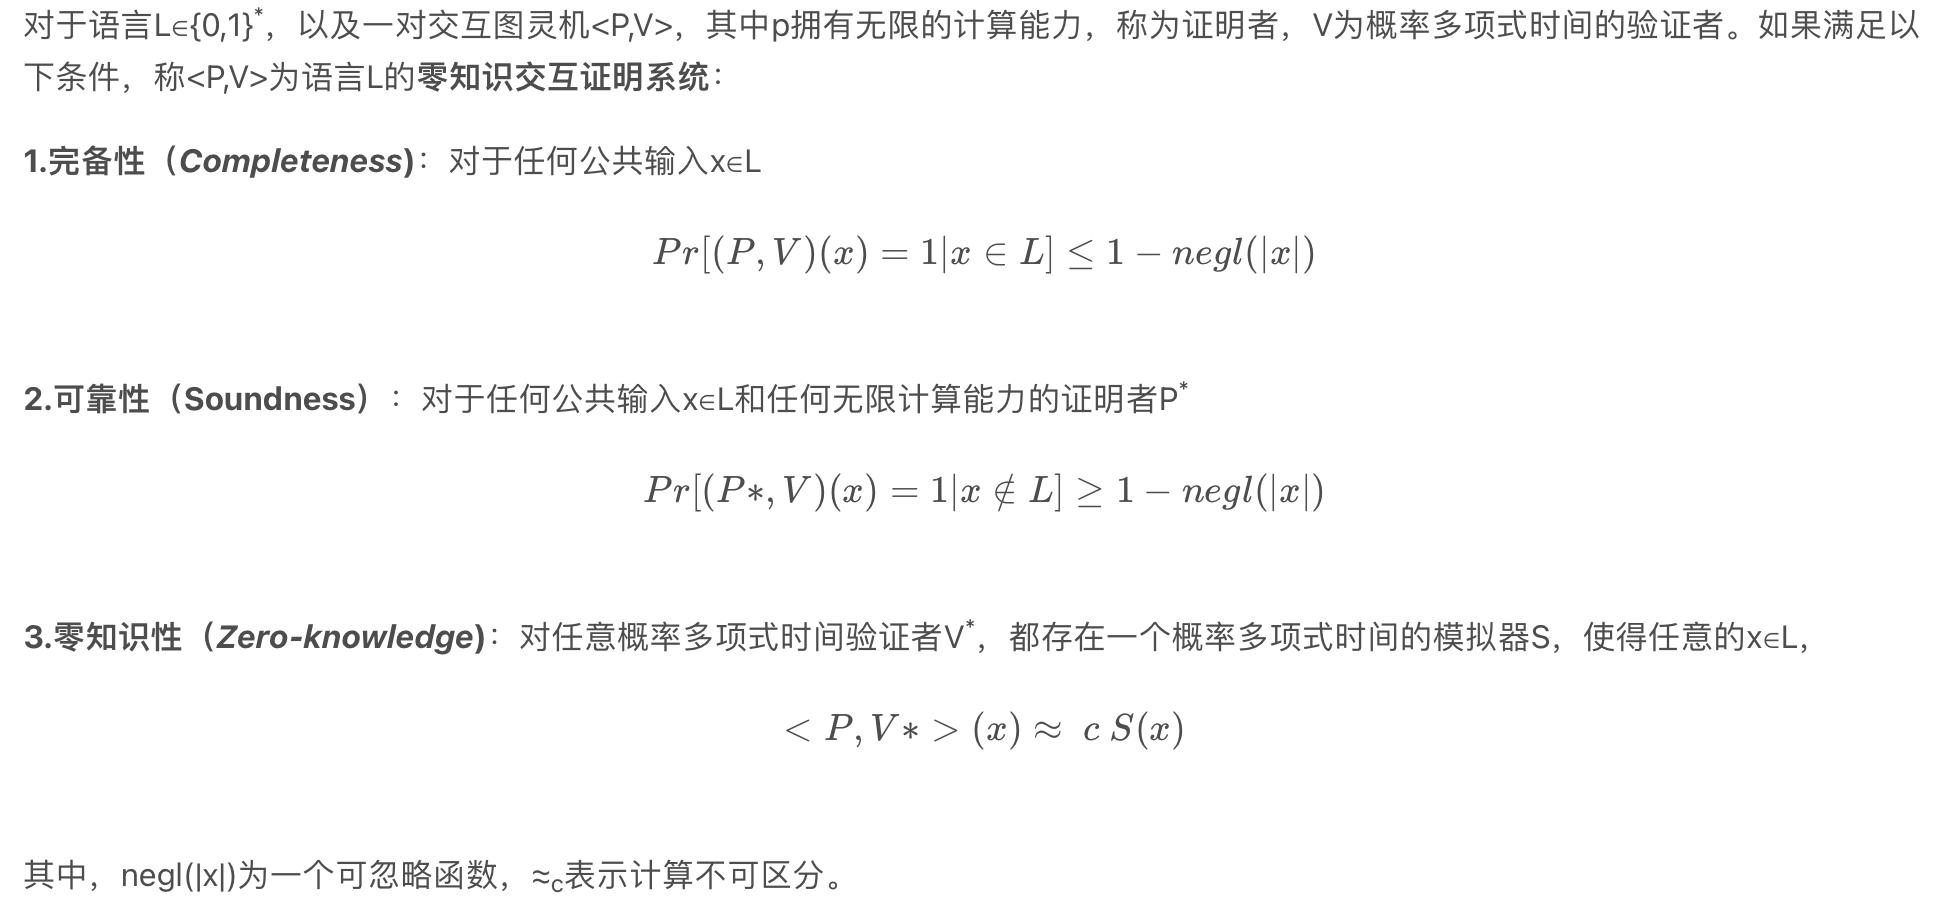 对于语言L∈{0,1}*，以及一对交互图灵机<P,V>，其中p拥有无限的计算能力，称为证明者，V为概率多项式时间的验证者。如果满足以
下条件，称<P,V>为语言L的零知识交互证明系统：
1.完备性（Completeness)：对于任何公共输入x∈L
Pr[(P, V)(x) = 1|x ∈ L] ≤ 1 − negl(|x|)
2.可靠性（Soundness）：对于任何公共输入x∈L和任何无限计算能力的证明者P*
Pr[(P∗, V)(x) = 1|x ∉ L] ≥ 1 − negl(|x|)
3.零知识性（Zero-knowledge)：对任意概率多项式时间验证者V*，都存在一个概率多项式时间的模拟器S，使得任意的x∈L，
< P, V∗ > (x) ≈ c S(x)
其中，negl(|x|)为一个可忽略函数，≈c表示计算不可区分。